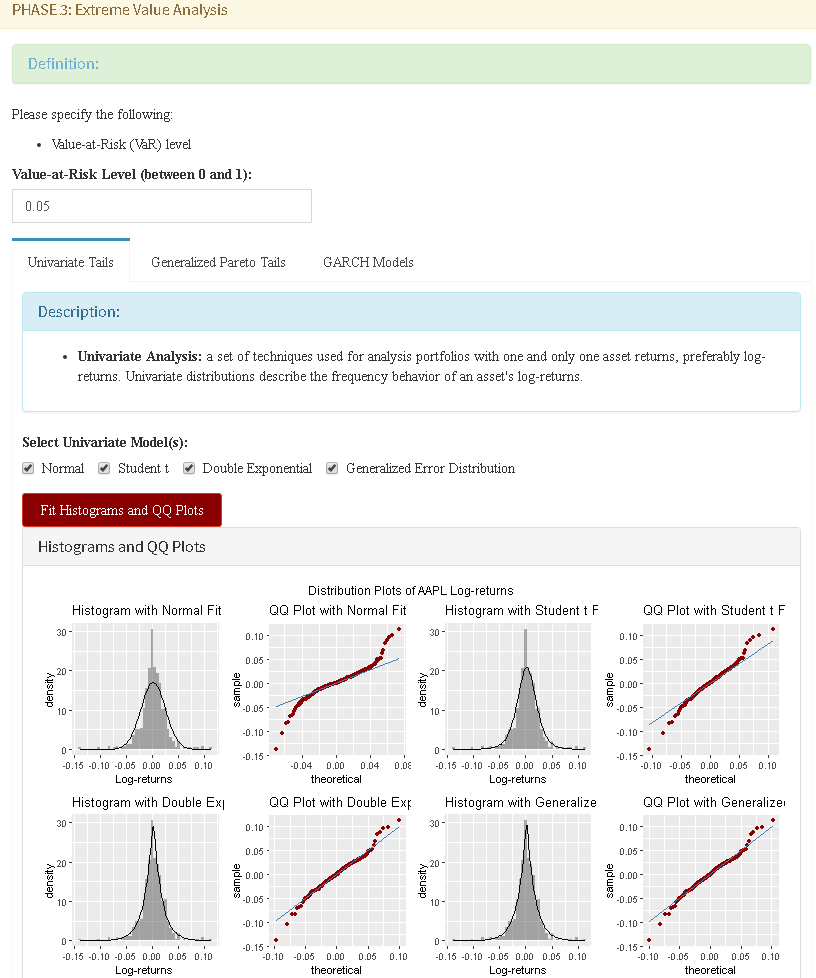 PHASE 3: Extreme Value Analysis
Definition:
Please specify the following:
• Value-at-Risk (VaR) level
Value-at-Risk Level (between 0 and 1):
0.05
Univariate Tails Generalized Pareto Tails GARCH Models
Description:
• Univariate Analysis: a set of techniques used for analysis portfolios with one and only one asset returns, preferably log-
returns. Univariate distributions describe the frequency behavior of an asset's log-returns.
Select Univariate Model(s):
Normal Student t Double Exponential Generalized Error Distribution
Fit Histograms and QQ Plots
Histograms and QQ Plots
Distribution Plots of AAPL Log-returns
Histogram with Normal Fit
density
30
20
10
0
-0.15 -0.10 -0.05 0.00 0.05 0.10
Log-returns
QQ Plot with Normal Fit
sample
0.10
0.05
0.00
-0.05
-0.10
-0.15
-0.04 0.00 0.04 0.08
theoretical
Histogram with Student t F
density
30
20
10
0
-0.15 -0.10 -0.05 0.00 0.05 0.10
Log-returns
QQ Plot with Student t F
sample
0.10
0.05
0.00
-0.05
-0.10
-0.15
-0.10 -0.05 0.00 0.05 0.10
theoretical
Histogram with Double Exp
density
30
20
10
0
-0.15 -0.10 -0.05 0.00 0.05 0.10
Log-returns
QQ Plot with Double Exp
sample
0.10
0.05
0.00
-0.05
-0.10
-0.15
-0.10 -0.05 0.00 0.05 0.10
theoretical
Histogram with Generalize
density
30
20
10
0
-0.15 -0.10 -0.05 0.00 0.05 0.10
Log-returns
QQ Plot with Generalize
sample
0.10
0.05
0.00
-0.05
-0.10
-0.15
-0.10 -0.05 0.00 0.05 0.10
theoretical